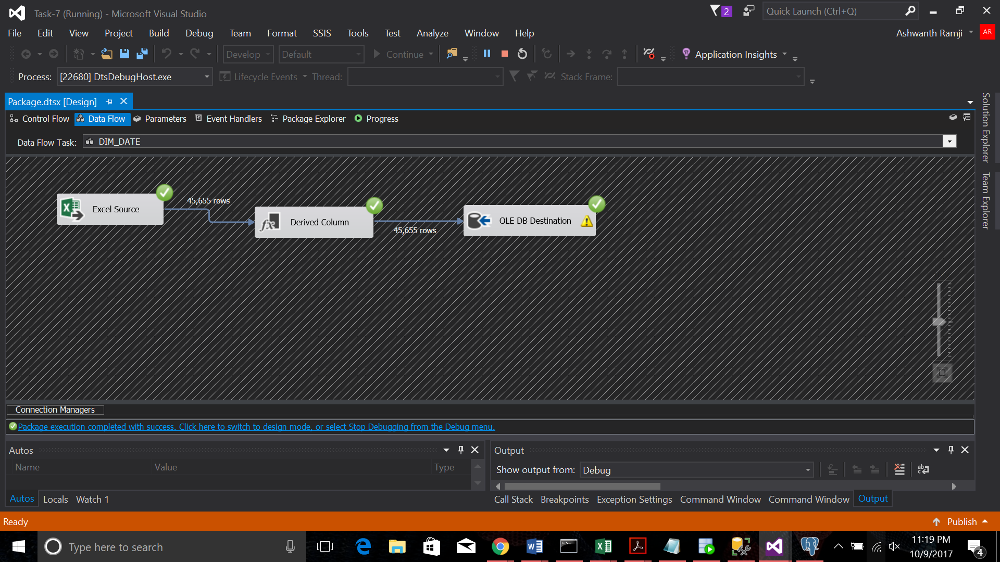 Task-7 (Running) - Microsoft Visual Studio
2
Quick Launch (Ctrl+Q)
File Edit View Project Build Debug Team Format SSIS Tools Test Analyze Window Help
Ashwanth Ramji AR
Develop Default Continue Application Insights
Process: [22680] DtsDebugHost.exe Lifecycle Events Thread: Stack Frame:
Package.dtsx [Design]
Control Flow Data Flow Parameters Event Handlers Package Explorer Progress
Data Flow Task: DIM_DATE
Solution Explorer
Team Explorer
Excel Source
45,655 rows
Derived Column
45,655 rows
OLE DB Destination
Connection Managers
Package execution completed with success. Click here to switch to design mode, or select Stop Debugging from the Debug menu.
Autos
Name Value Type
Autos Locals Watch 1
Output
Show output from: Debug
Call Stack Breakpoints Exception Settings Command Window Command Window Output
Ready
Publish
Type here to search
11:19 PM
10/9/2017
4